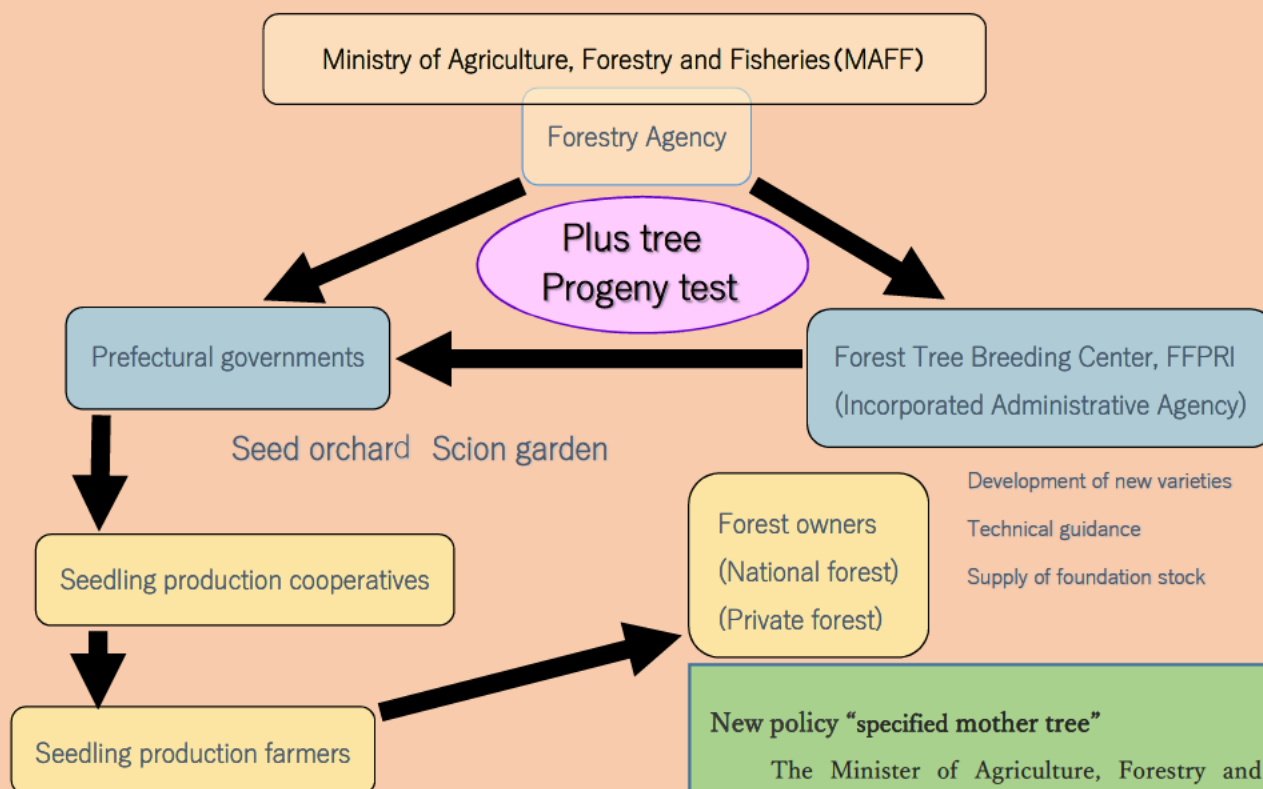 Ministry of Agriculture, Forestry and Fisheries(MAFF)
Forestry Agency
Plus tree
Progeny test
Prefectural governments
Forest Tree Breeding Center, FFPRI
(Incorporated Administrative Agency)
Seed orchard Scion garden
Development of new varieties
Technical guidance
Supply of foundation stock
Forest owners
(National forest)
(Private forest)
Seedling production cooperatives
Seedling production farmers
New policy “specified mother tree”
The Minister of Agriculture, Forestry and